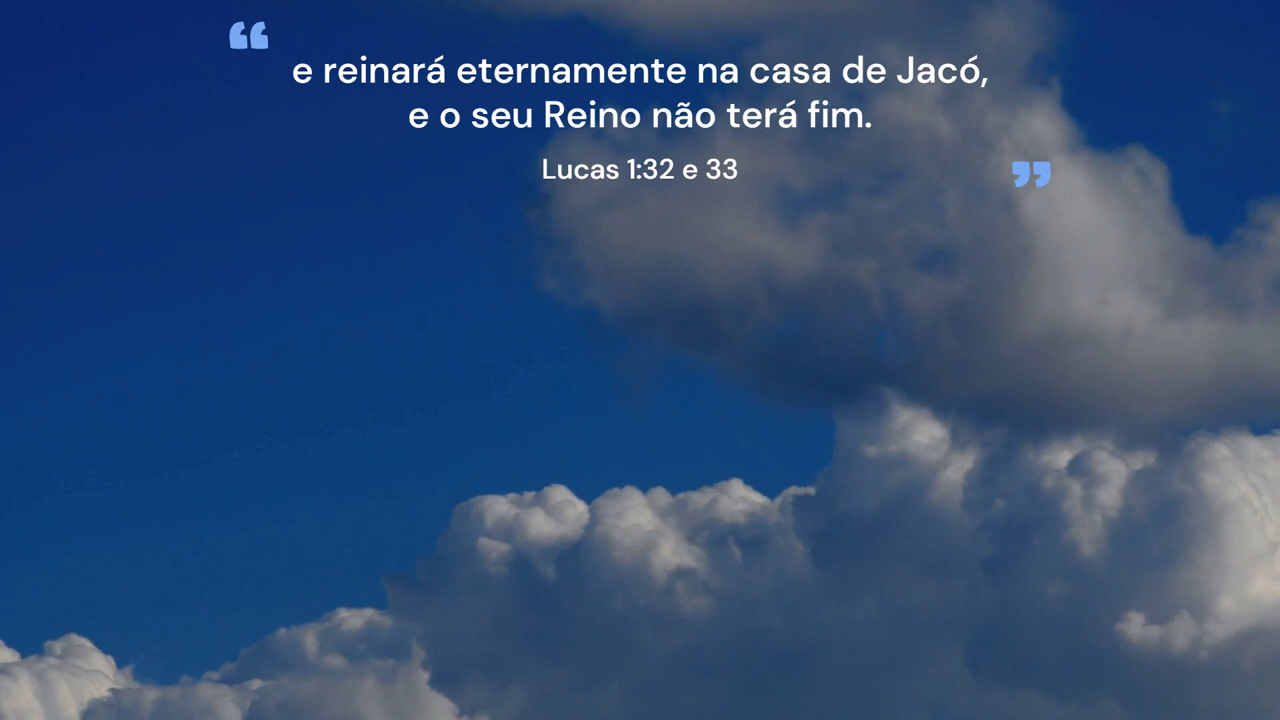 “
e reinará eternamente na casa de Jacó,
e o seu Reino não terá fim.
Lucas 1:32 e 33
”